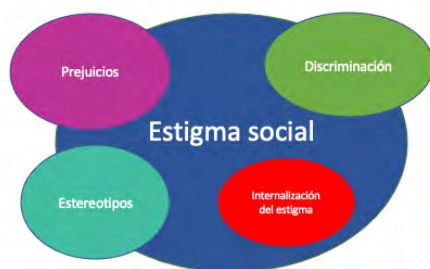 Prejuicios
Discriminación
Estigma social
Estereotipos
Internalización
del estigma